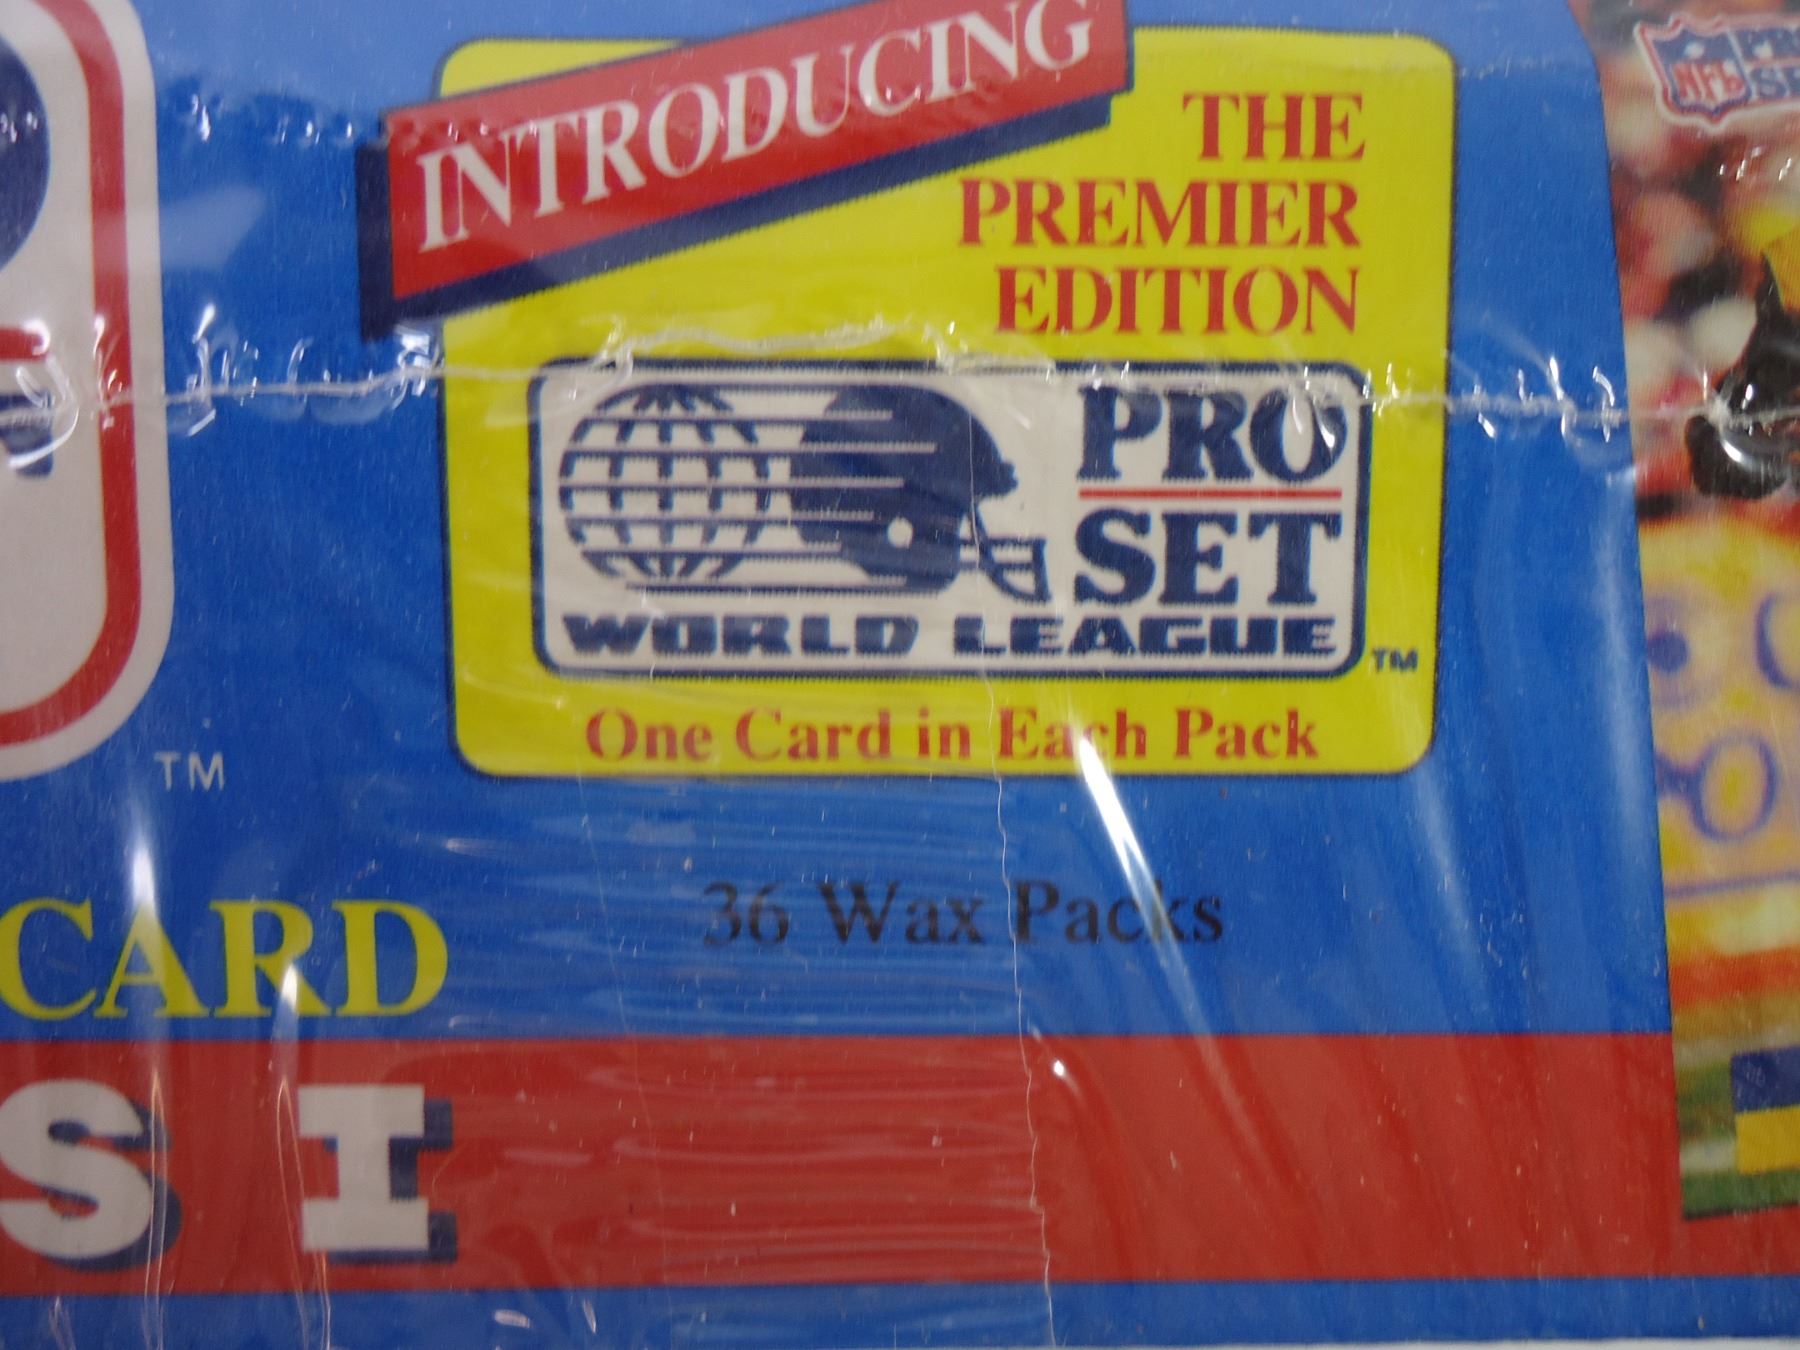 INTRODUCING
THE
PREMIER
EDITION
PRO
SET
WORLD LEAGUE
TM
One Card in Each Pack
TM
36 Wax Packs
CARD
S I
NFL